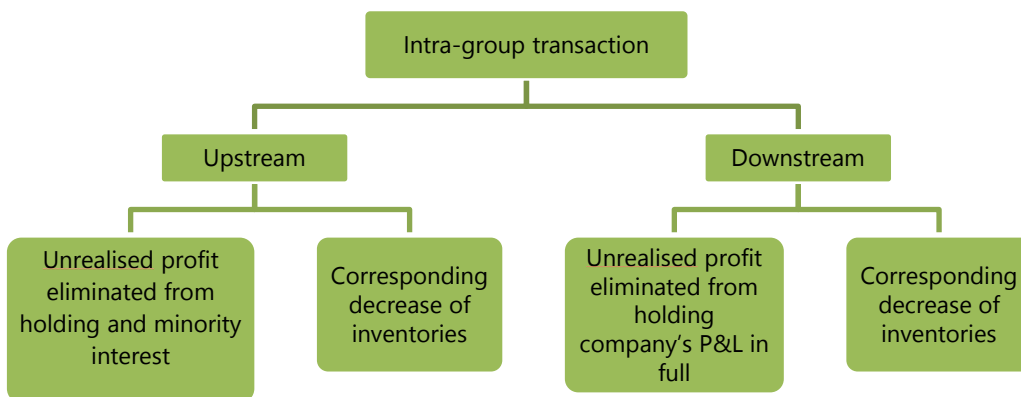 Intra-group transaction
Upstream
Downstream
Unrealised profit
eliminated from
holding and minority
interest
Corresponding
decrease of
inventories
Unrealised profit
eliminated from
holding
company's P&L in
full
Corresponding
decrease of
inventories